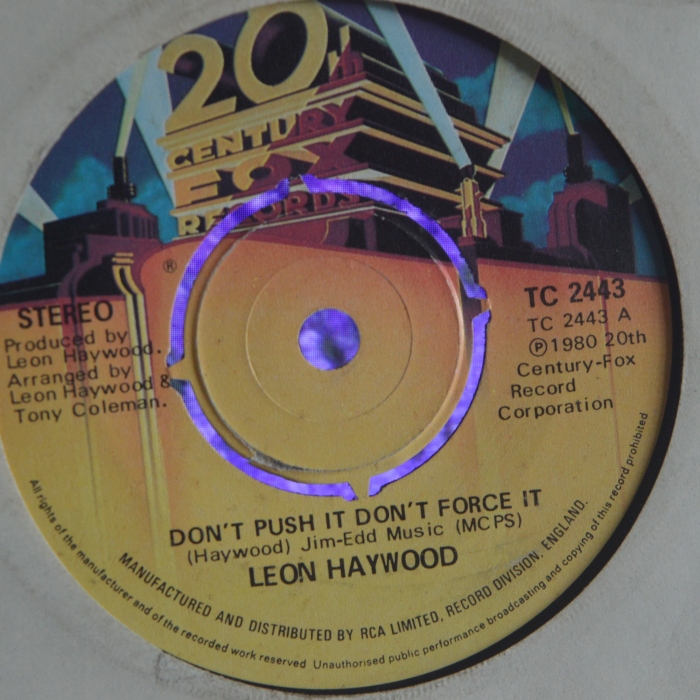 20th
CENTURY
FOX
RECORDS
®
STEREO
Produced by
Leon Haywood.
Arranged by
Leon Haywood &
Tony Coleman.
TC 2443
TC 2443 A
Ⓟ 1980 20th
Century-Fox
Record
Corporation
DON'T PUSH IT DON'T FORCE IT
(Haywood) Jim-Edd Music (MCPS)
LEON HAYWOOD
MANUFACTURED AND DISTRIBUTED BY RCA LIMITED, RECORD DIVISION, ENGLAND.
All rights of the manufacturer and of the recorded work reserved Unauthorised public performance broadcasting and copying of this record prohibited